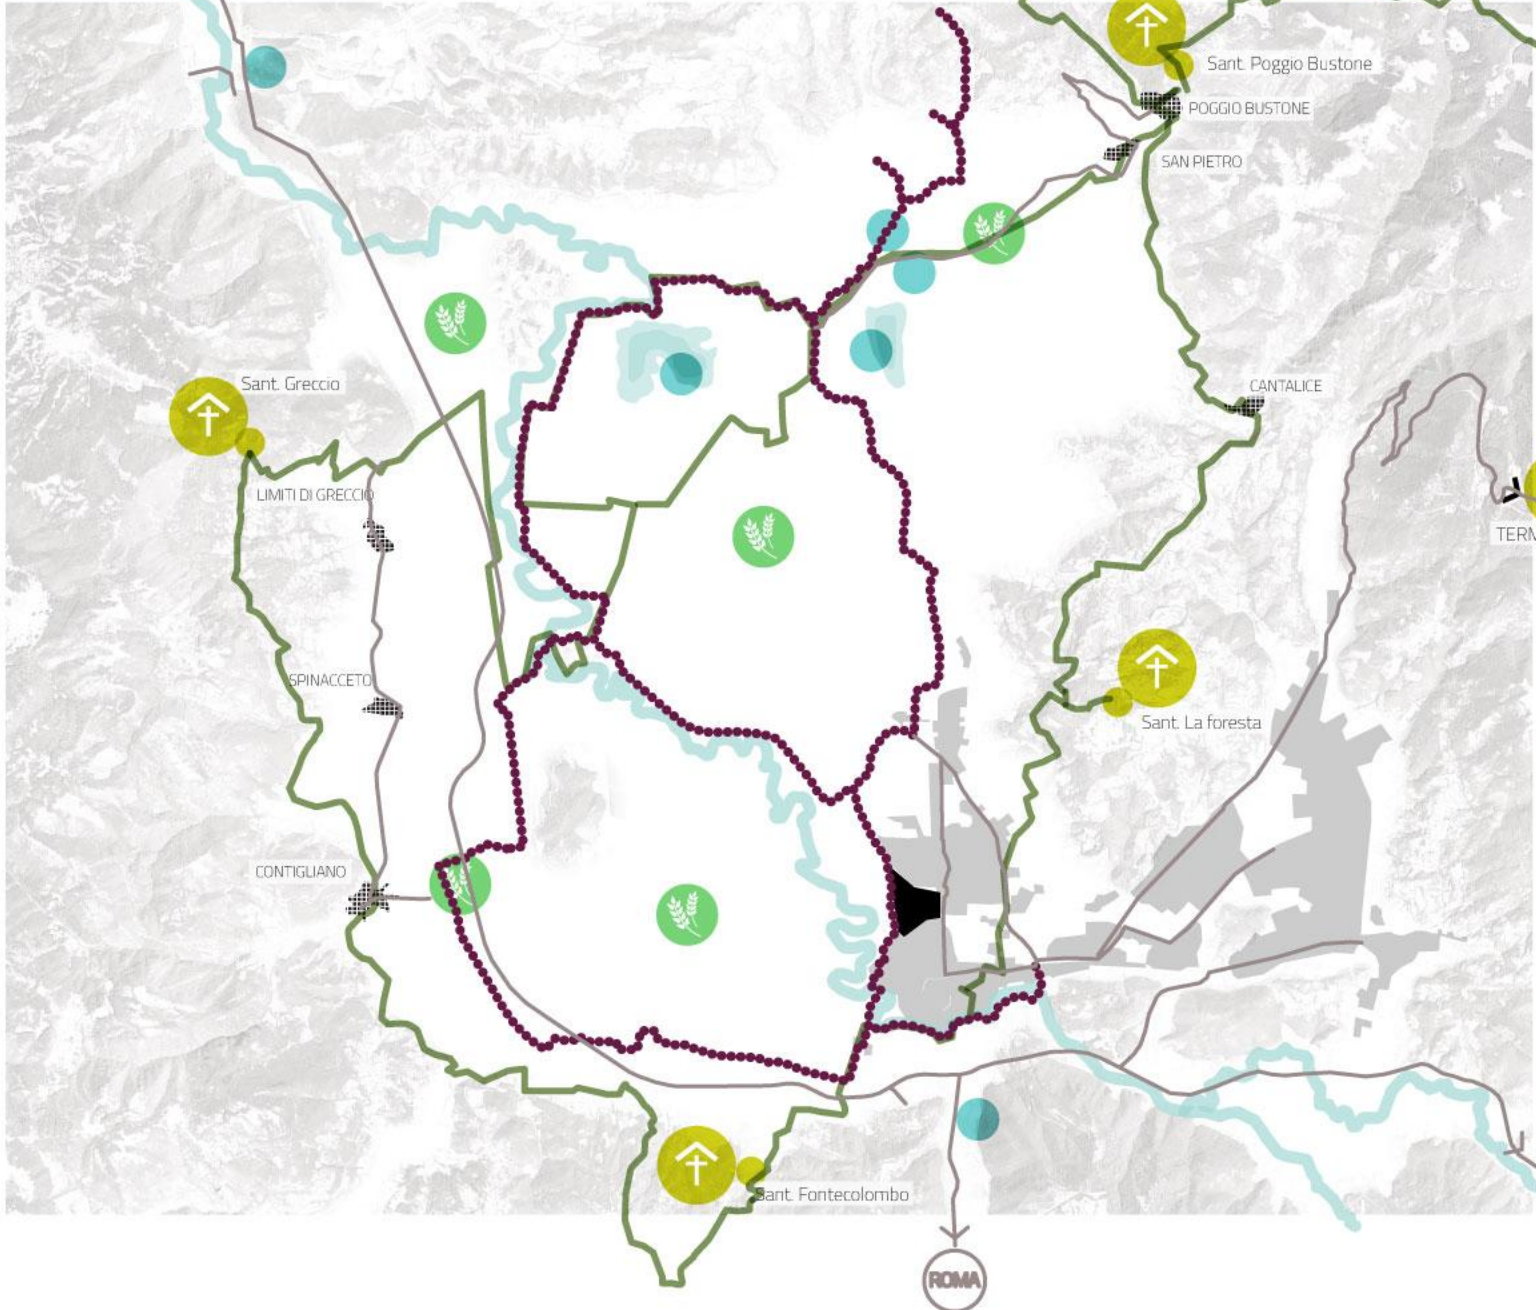 Sant. Poggio Bustone
POGGIO BUSTONE
SAN PIETRO
Sant. Greccio
CANTALICE
LIMITI DI GRECCIO
TERM
SPINACCETO
Sant. La foresta
CONTIGLIANO
Sant. Fontecolombo
ROMA